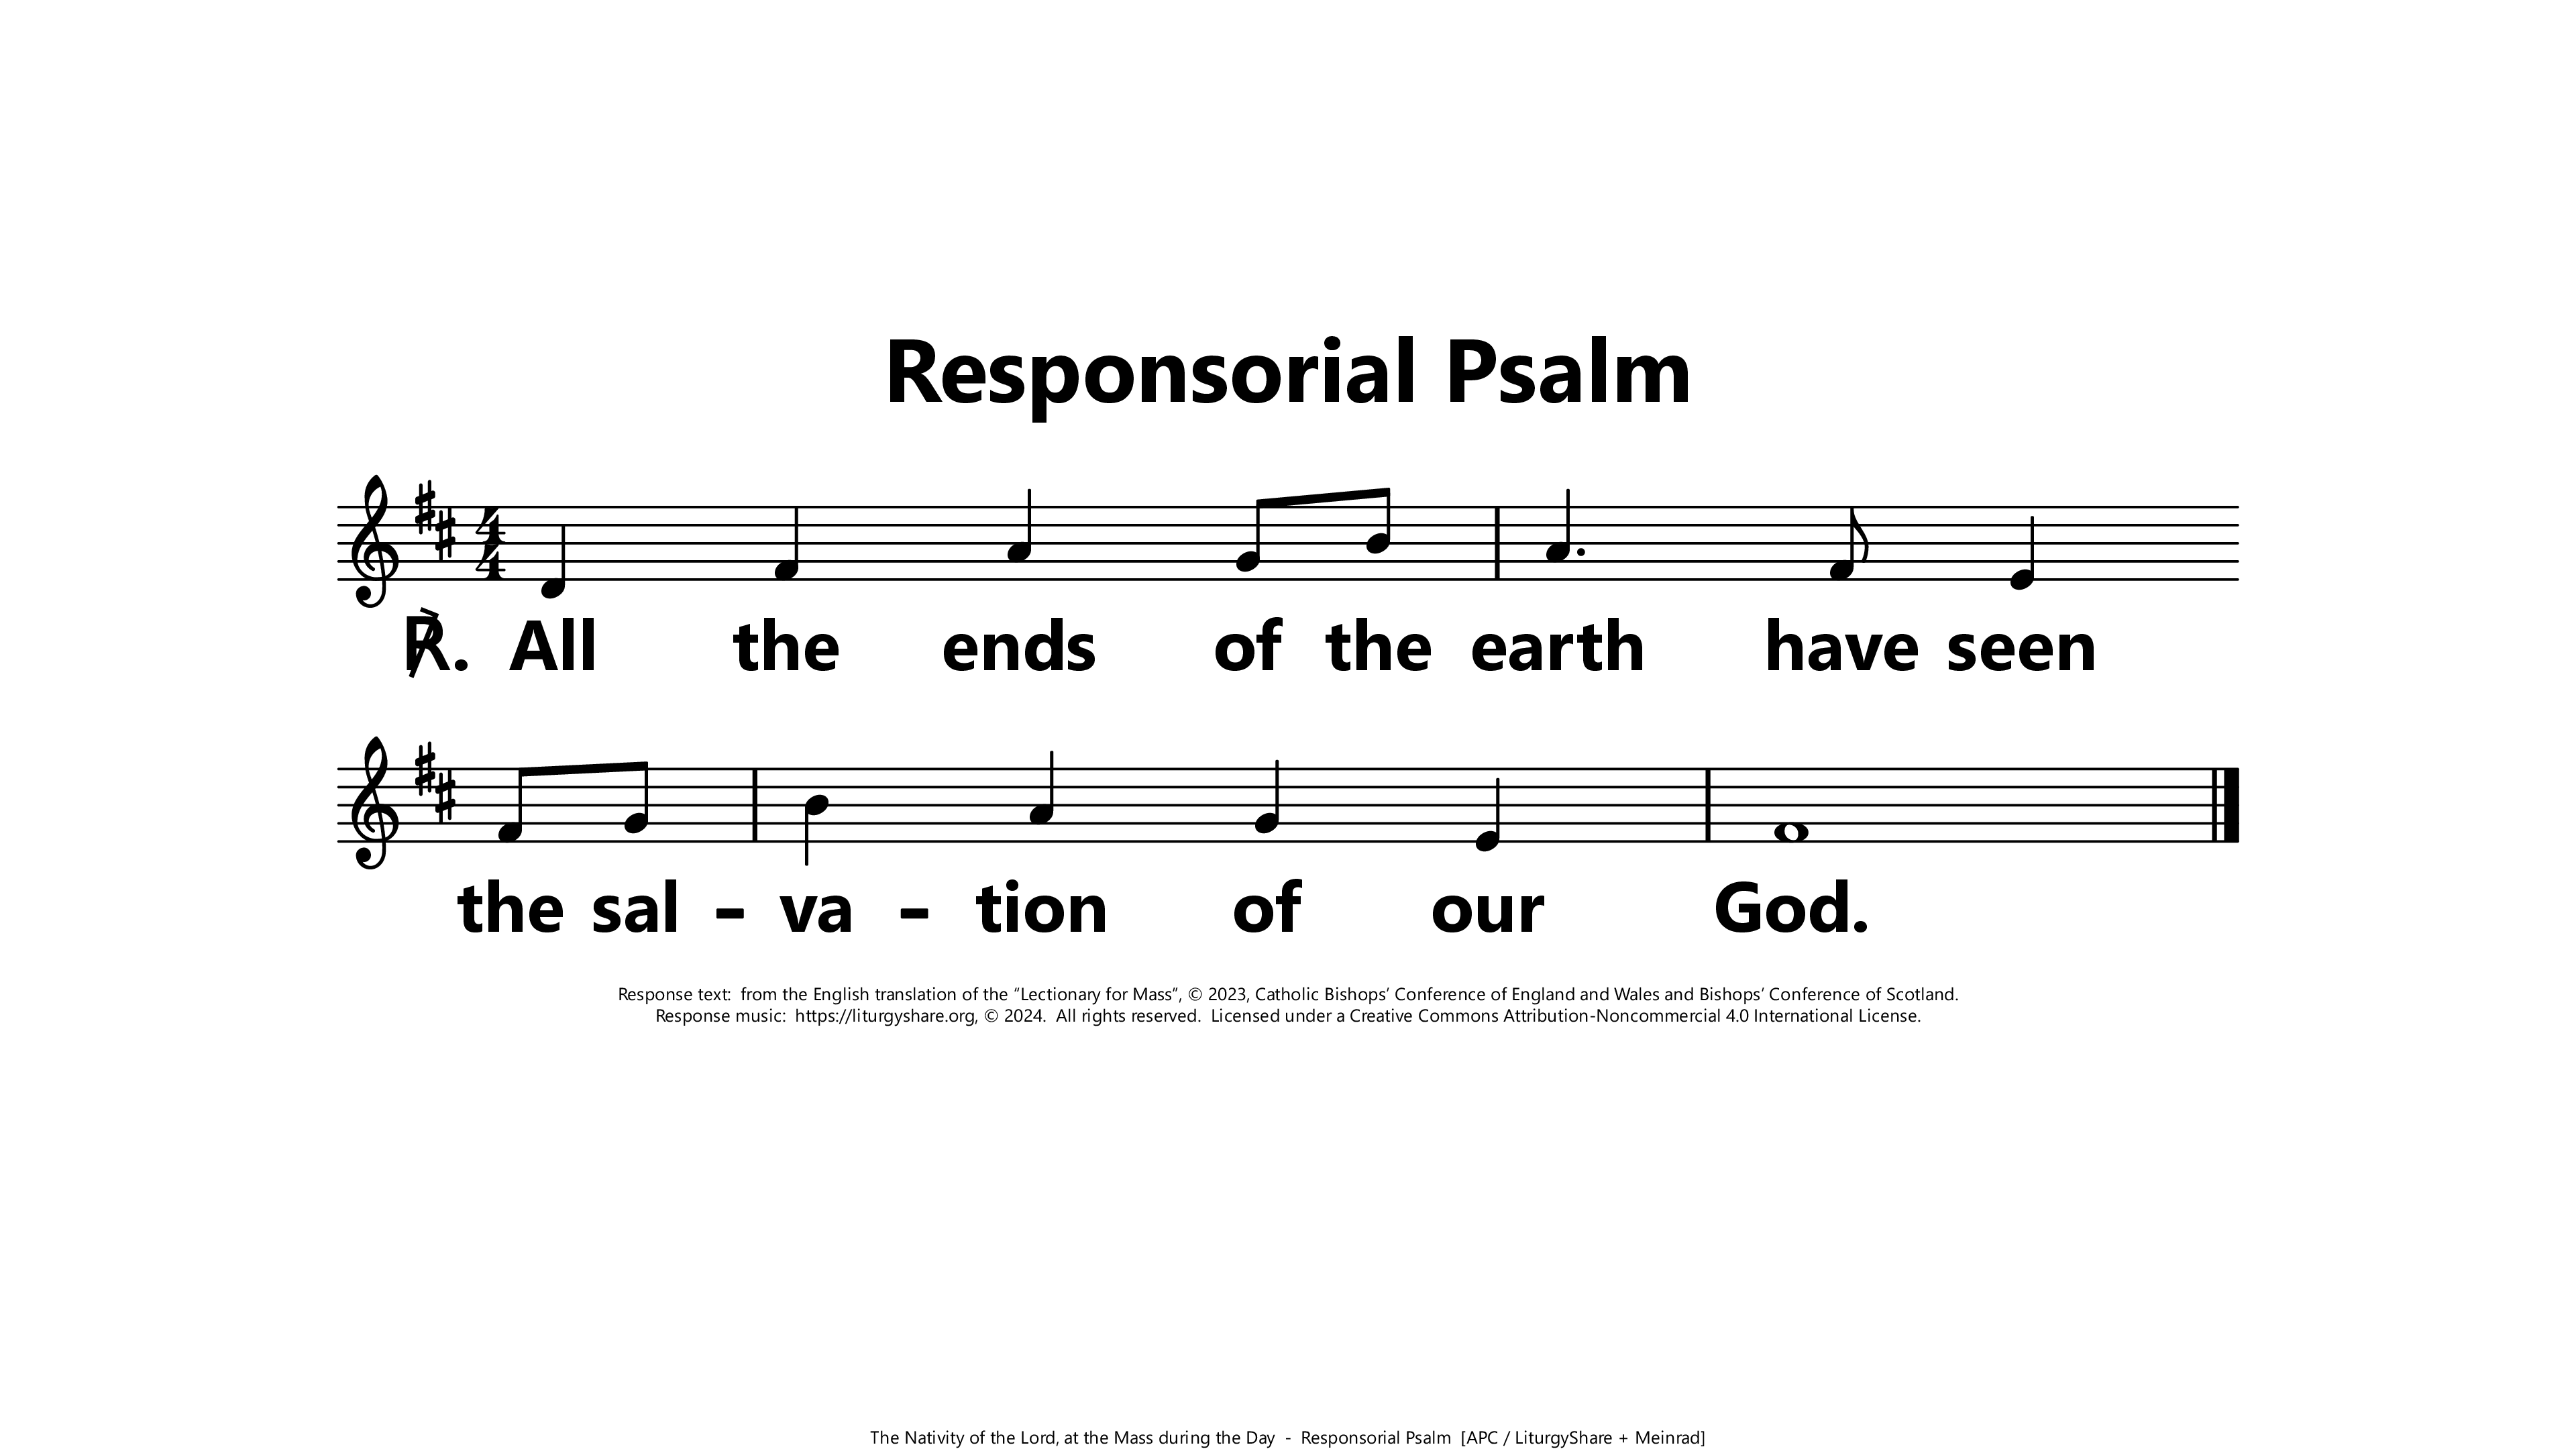 Responsorial Psalm
℟. All the ends of the earth have seen
the sal - va - tion of our God.
Response text:  from the English translation of the “Lectionary for Mass”, © 2023, Catholic Bishops’ Conference of England and Wales and Bishops’ Conference of Scotland.
Response music:  https://liturgyshare.org, © 2024.  All rights reserved.  Licensed under a Creative Commons Attribution-Noncommercial 4.0 International License.
The Nativity of the Lord, at the Mass during the Day  -  Responsorial Psalm  [APC / LiturgyShare + Meinrad]